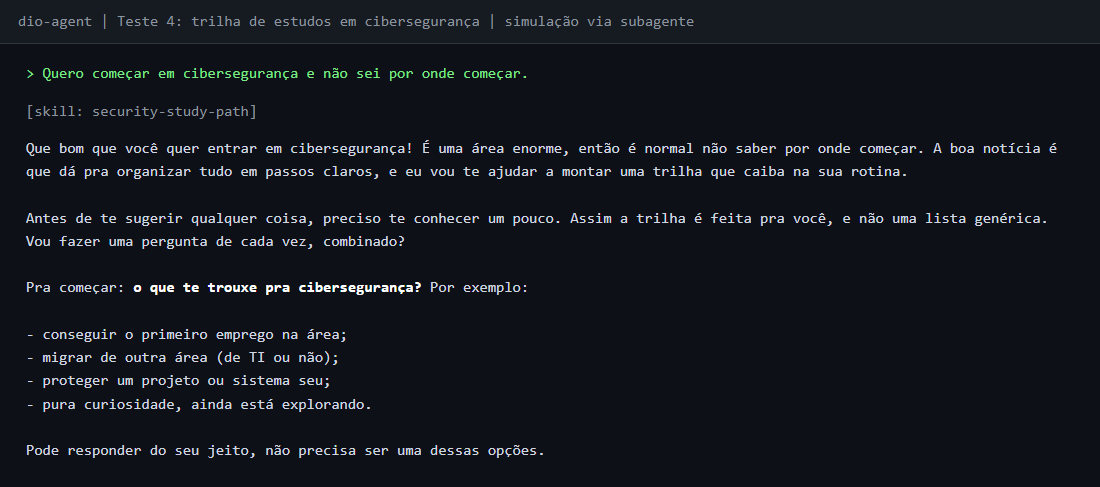 dio-agent | Teste 4: trilha de estudos em cibersegurança | simulação via subagente
> Quero começar em cibersegurança e não sei por onde começar.
[skill: security-study-path]
Que bom que você quer entrar em cibersegurança! É uma área enorme, então é normal não saber por onde começar. A boa notícia é
que dá pra organizar tudo em passos claros, e eu vou te ajudar a montar uma trilha que caiba na sua rotina.
Antes de te sugerir qualquer coisa, preciso te conhecer um pouco. Assim a trilha é feita pra você, e não uma lista genérica.
Vou fazer uma pergunta de cada vez, combinado?
Pra começar: o que te trouxe pra cibersegurança? Por exemplo:
- conseguir o primeiro emprego na área;
- migrar de outra área (de TI ou não);
- proteger um projeto ou sistema seu;
- pura curiosidade, ainda está explorando.
Pode responder do seu jeito, não precisa ser uma dessas opções.